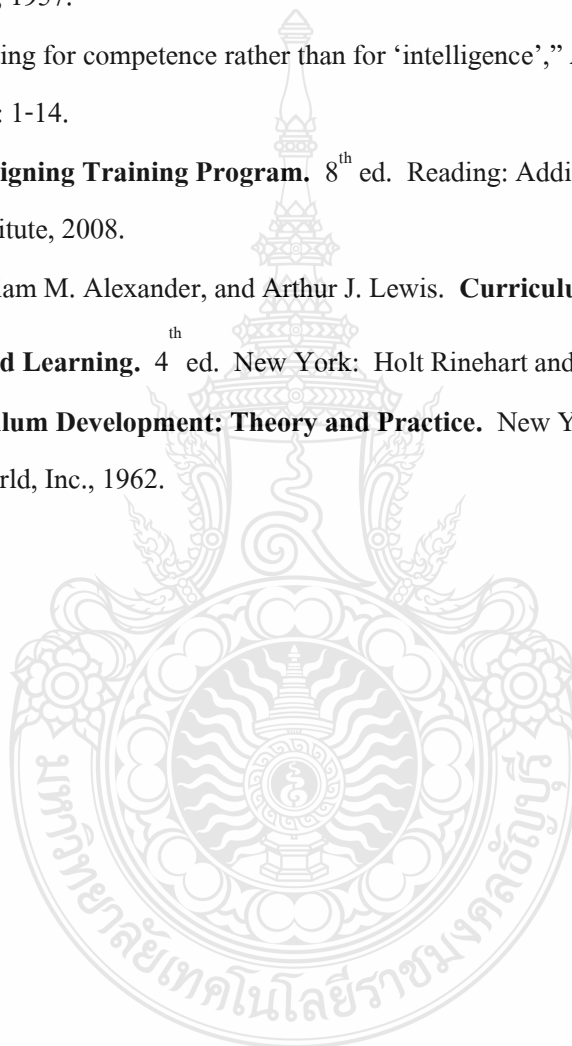 , 1957.
ing for competence rather than for ‘intelligence’,”
: 1-14.
igning Training Program. 8th ed. Reading: Addi
itute, 2008.
iam M. Alexander, and Arthur J. Lewis. Curriculu
d Learning. 4th ed. New York: Holt Rinehart and
lum Development: Theory and Practice. New Y
rld, Inc., 1962.
มหาวิทยาลัยเทคโนโลยีราชมงคลธัญบุรี